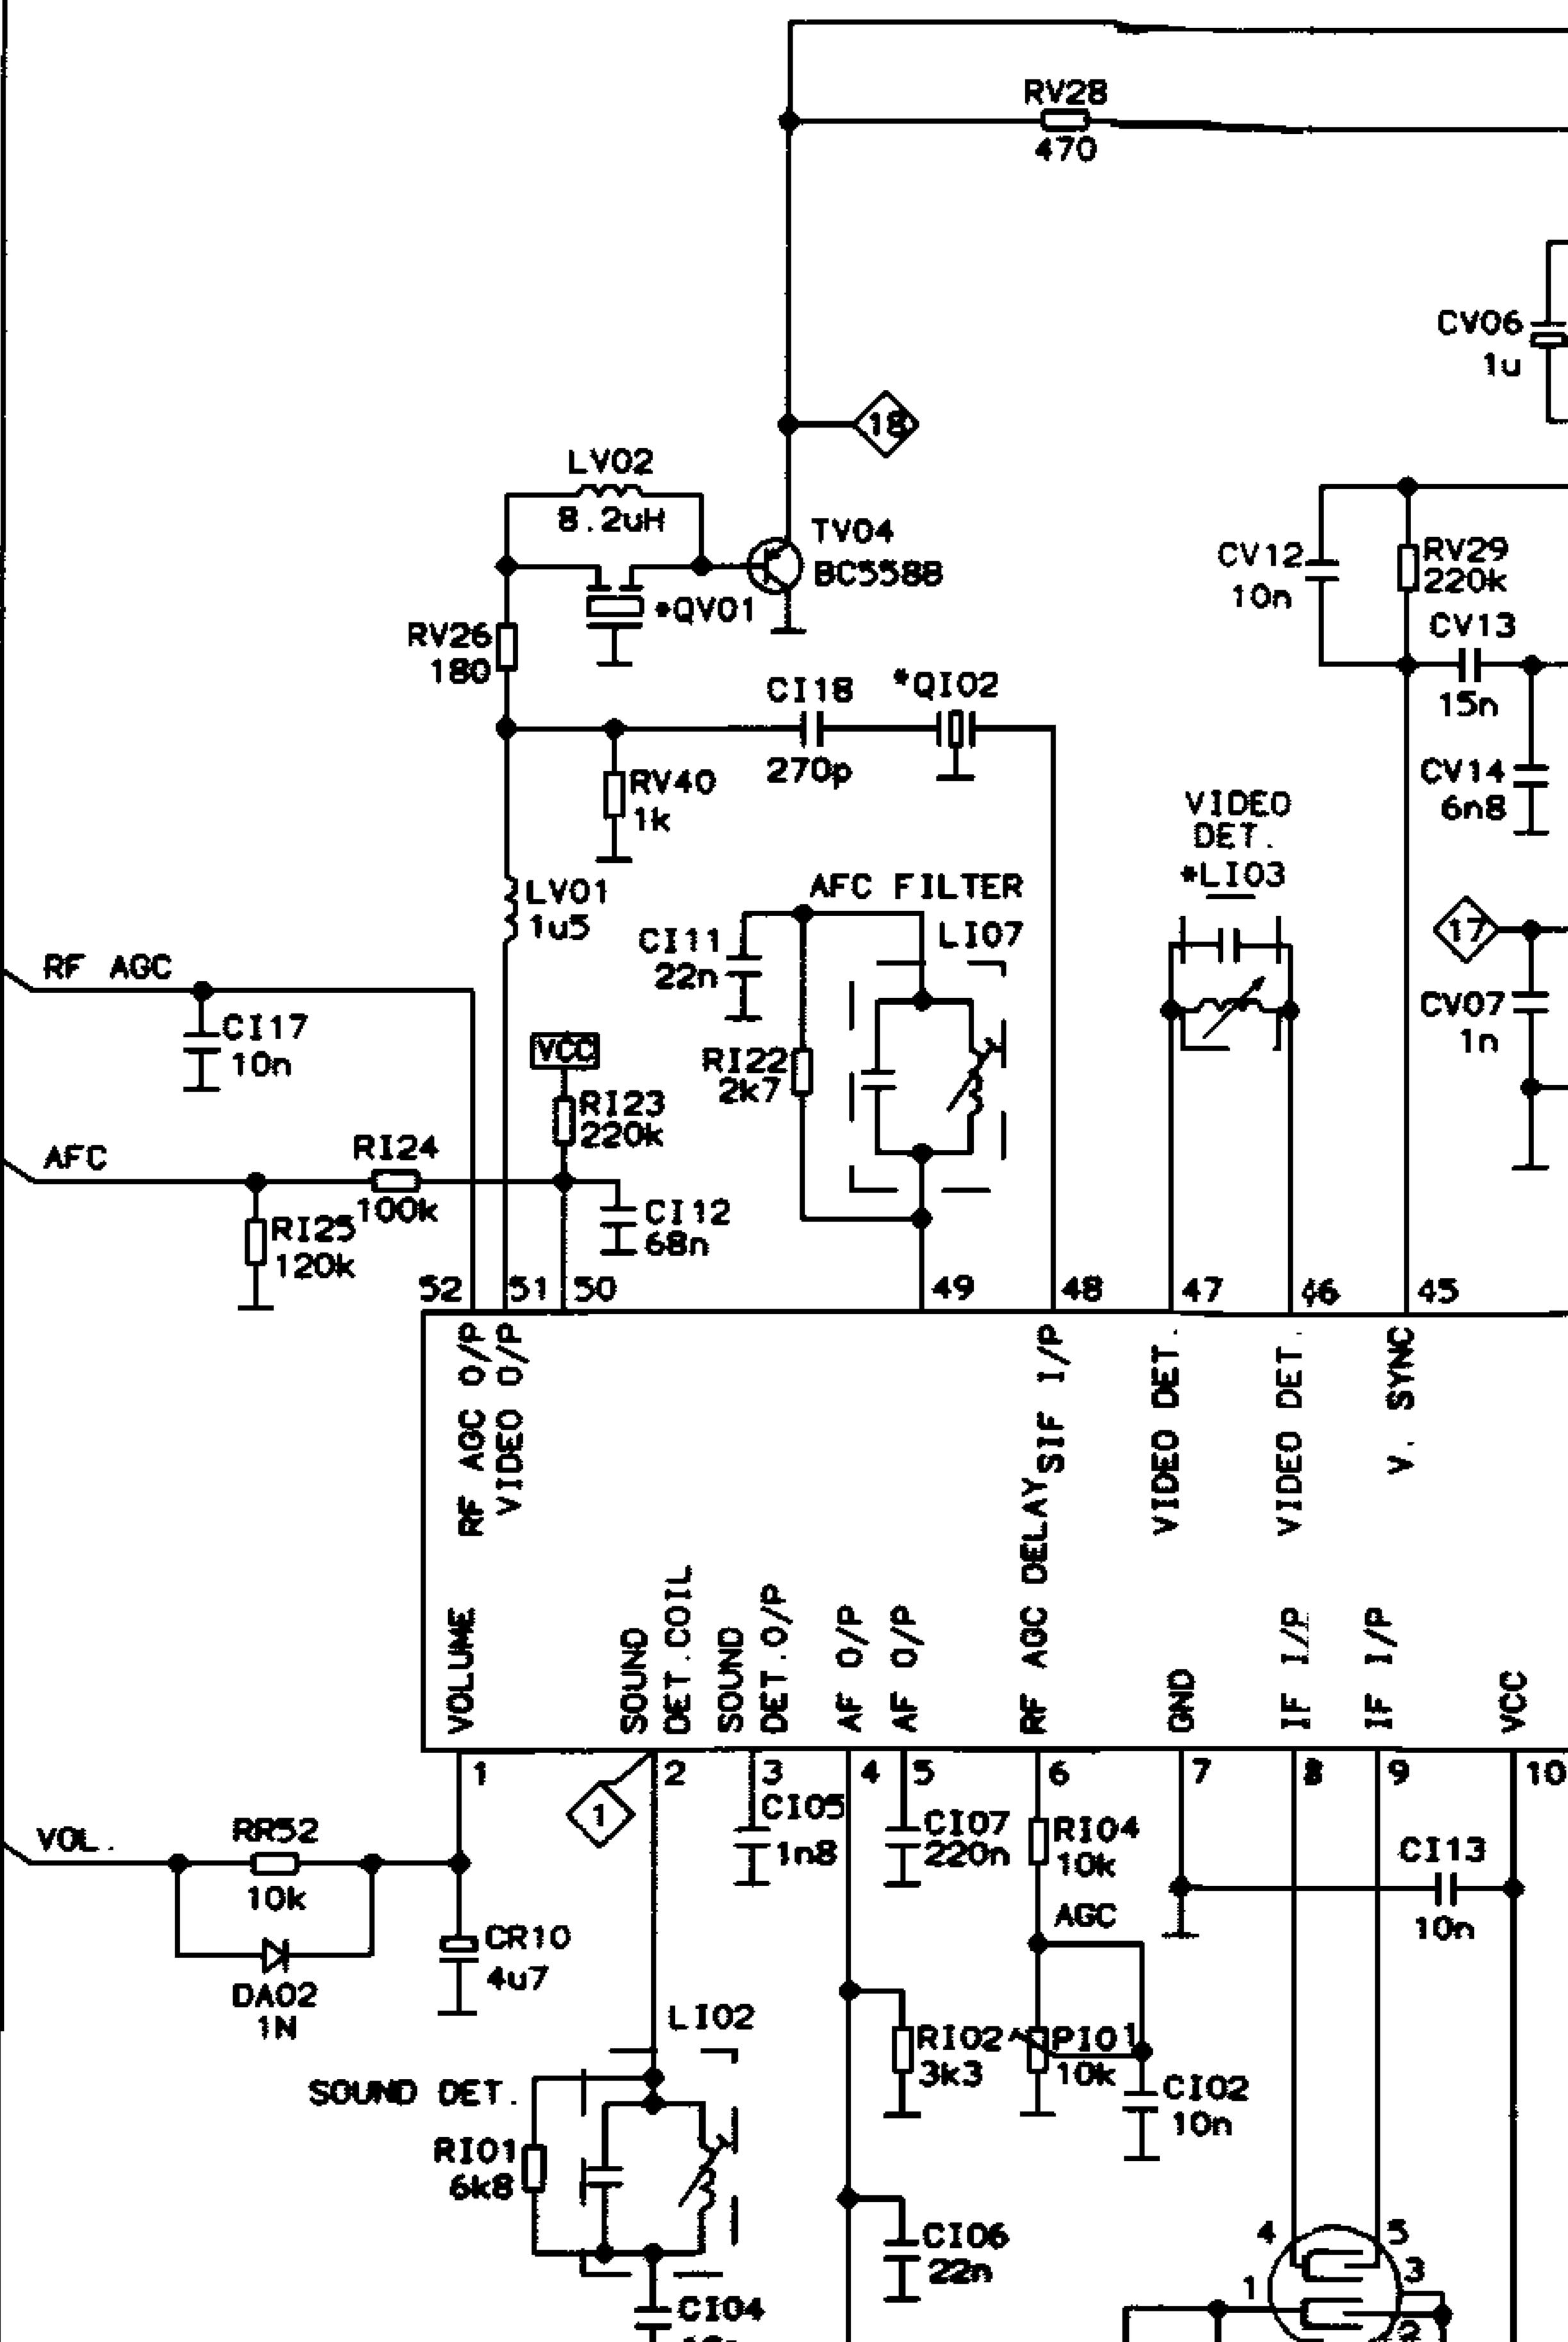 RV28
470
CV06
1u
18
LV02
8.2uH
TV04
BC558B
*QV01
CV12
10n
RV29
220k
RV26
180
CV13
15n
CI18
270p
*QI02
RV40
1k
CV14
6n8
VIDEO
DET.
*LI03
LV01
1u5
AFC FILTER
LI07
CI11
22n
17
RF AGC
CI17
10n
VCC
RI22
2k7
CV07
1n
RI23
220k
AFC
RI24
100k
RI25
120k
CI12
68n
52
51
50
49
48
47
46
45
RF AGC O/P
VIDEO O/P
SIF I/P
VIDEO DET.
VIDEO DET.
V. SYNC
VOLUME
SOUND
DET.COIL
SOUND
DET.O/P
AF O/P
AF O/P
RF AGC DELAY
GND
IF I/P
IF I/P
VCC
1
2
3
4
5
6
7
8
9
10
1
CI05
1n8
CI07
220n
RI04
10k
CI13
10n
VOL.
RR52
10k
AGC
CR10
4u7
DA02
1N
LI02
RI02
3k3
PI01
10k
CI02
10n
SOUND DET.
RI01
6k8
CI06
22n
4
5
3
1
2
CI04